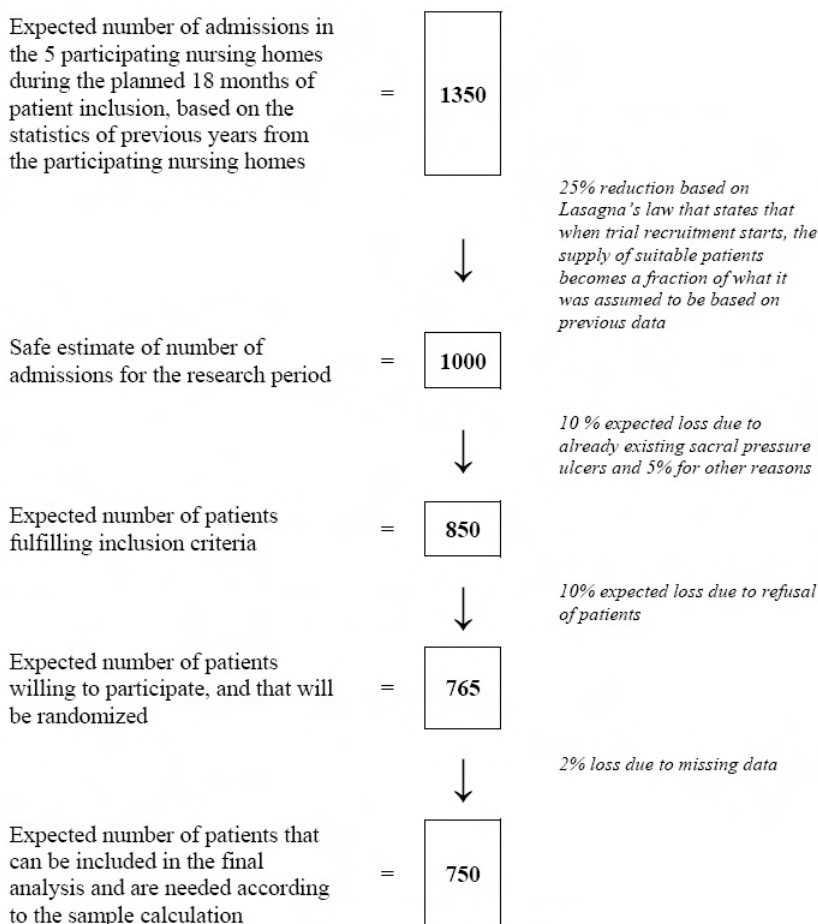 Expected number of admissions in
the 5 participating nursing homes
during the planned 18 months of
patient inclusion, based on the
statistics of previous years from
the participating nursing homes
=
1350
25% reduction based on
Lasagna's law that states that
when trial recruitment starts, the
supply of suitable patients
becomes a fraction of what it
was assumed to be based on
previous data
↓
Safe estimate of number of
admissions for the research period
=
1000
10 % expected loss due to
already existing sacral pressure
ulcers and 5% for other reasons
↓
Expected number of patients
fulfilling inclusion criteria
=
850
10% expected loss due to refusal
of patients
↓
Expected number of patients
willing to participate, and that will
be randomized
=
765
2% loss due to missing data
↓
Expected number of patients that
can be included in the final
analysis and are needed according
to the sample calculation
=
750